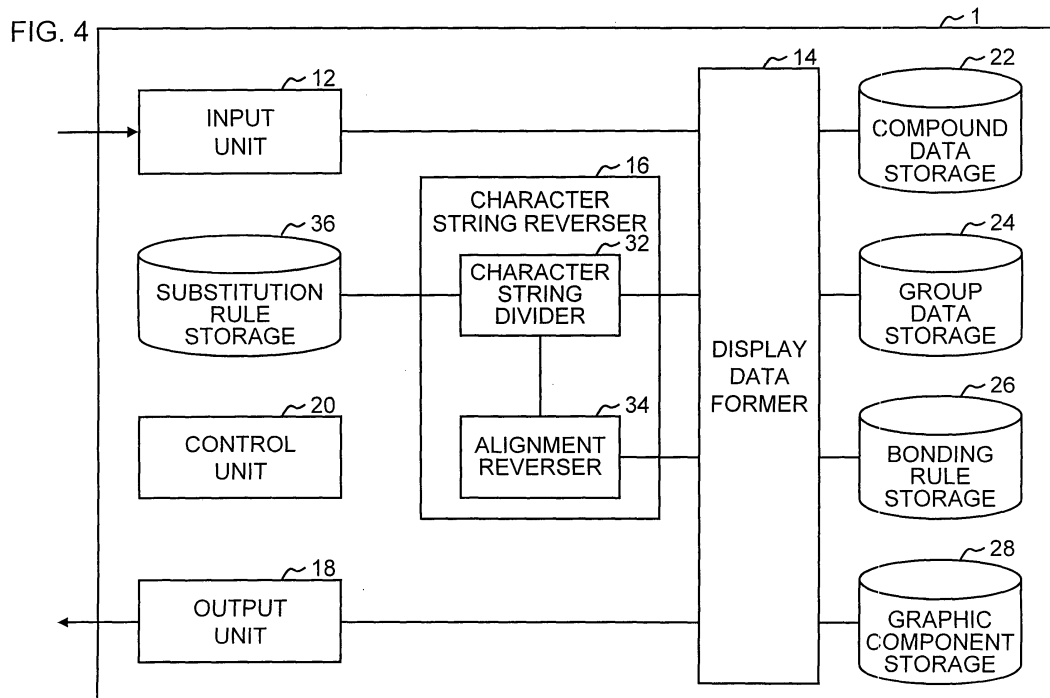 FIG. 4
1
12
INPUT
UNIT
14
DISPLAY
DATA
FORMER
22
COMPOUND
DATA
STORAGE
16
CHARACTER
STRING REVERSER
36
SUBSTITUTION
RULE
STORAGE
32
CHARACTER
STRING
DIVIDER
24
GROUP
DATA
STORAGE
20
CONTROL
UNIT
34
ALIGNMENT
REVERSER
26
BONDING
RULE
STORAGE
18
OUTPUT
UNIT
28
GRAPHIC
COMPONENT
STORAGE